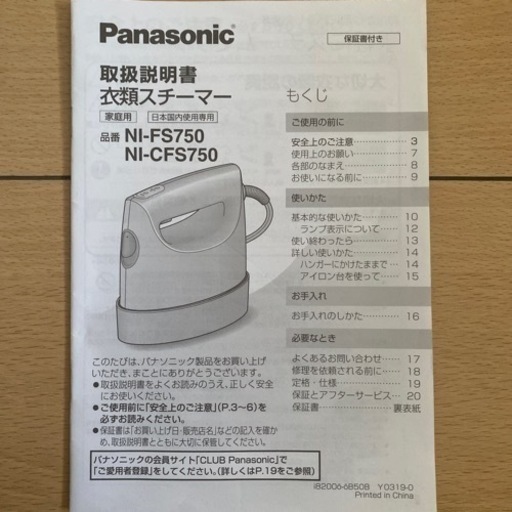 Panasonic
保証書付き
取扱説明書
衣類スチーマー
家庭用 日本国内使用専用
品番 NI-FS750
NI-CFS750
もくじ
ご使用の前に
安全上のご注意 ………… 3
使用上のお願い ………… 7
各部のなまえ ………… 8
お使いになる前に ………… 9
使いかた
基本的な使いかた ………… 10
ランプ表示について …… 12
使い終わったら ………… 13
詳しい使いかた ………… 14
ハンガーにかけたままで … 14
アイロン台を使って …… 15
お手入れ
お手入れのしかた ………… 16
必要なとき
よくあるお問い合わせ …… 17
修理を依頼される前に …… 18
定格・仕様 ………… 19
保証とアフターサービス … 20
保証書 ………… 裏表紙
このたびは、パナソニック製品をお買い上げ
いただき、まことにありがとうございます。
●取扱説明書をよくお読みのうえ、正しく安全
にお使いください。
●ご使用前に「安全上のご注意」(P.3~6)を
必ずお読みください。
●保証書は「お買い上げ日・販売店名」などの記入を確か
め、取扱説明書とともに大切に保管してください。
パナソニックの会員サイト「CLUB Panasonic」で
「ご愛用者登録」をしてください。(詳しくはP.19をご参照)
i82006-6B50B Y0319-0
Printed in China